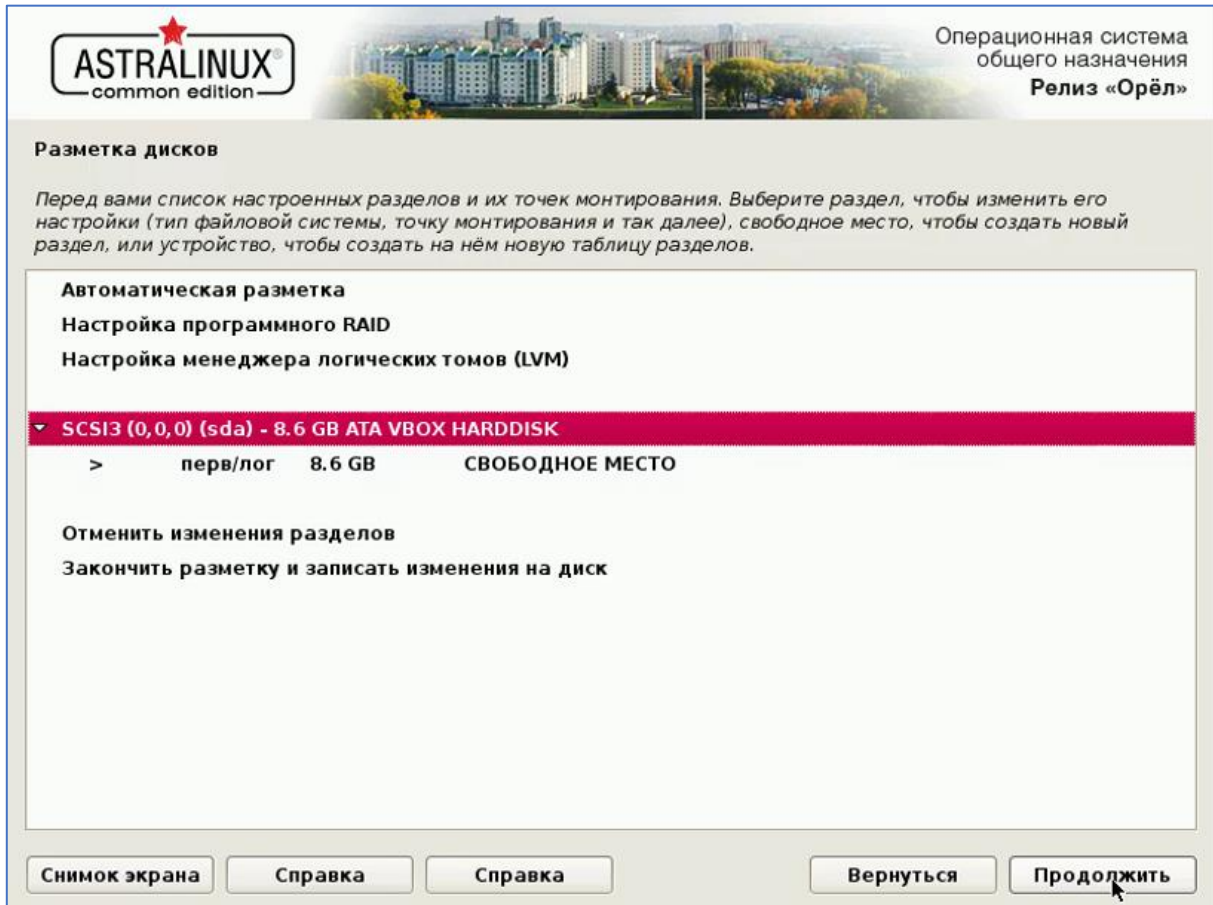 ASTRALINUX®
common edition
Операционная система
общего назначения
Релиз «Орёл»
Разметка дисков
Перед вами список настроенных разделов и их точек монтирования. Выберите раздел, чтобы изменить его
настройки (тип файловой системы, точку монтирования и так далее), свободное место, чтобы создать новый
раздел, или устройство, чтобы создать на нём новую таблицу разделов.
Автоматическая разметка
Настройка программного RAID
Настройка менеджера логических томов (LVM)
SCSI3 (0,0,0) (sda) - 8.6 GB ATA VBOX HARDDISK
> перв/лог 8.6 GB СВОБОДНОЕ МЕСТО
Отменить изменения разделов
Закончить разметку и записать изменения на диск
Снимок экрана Справка Справка Вернуться Продолжить